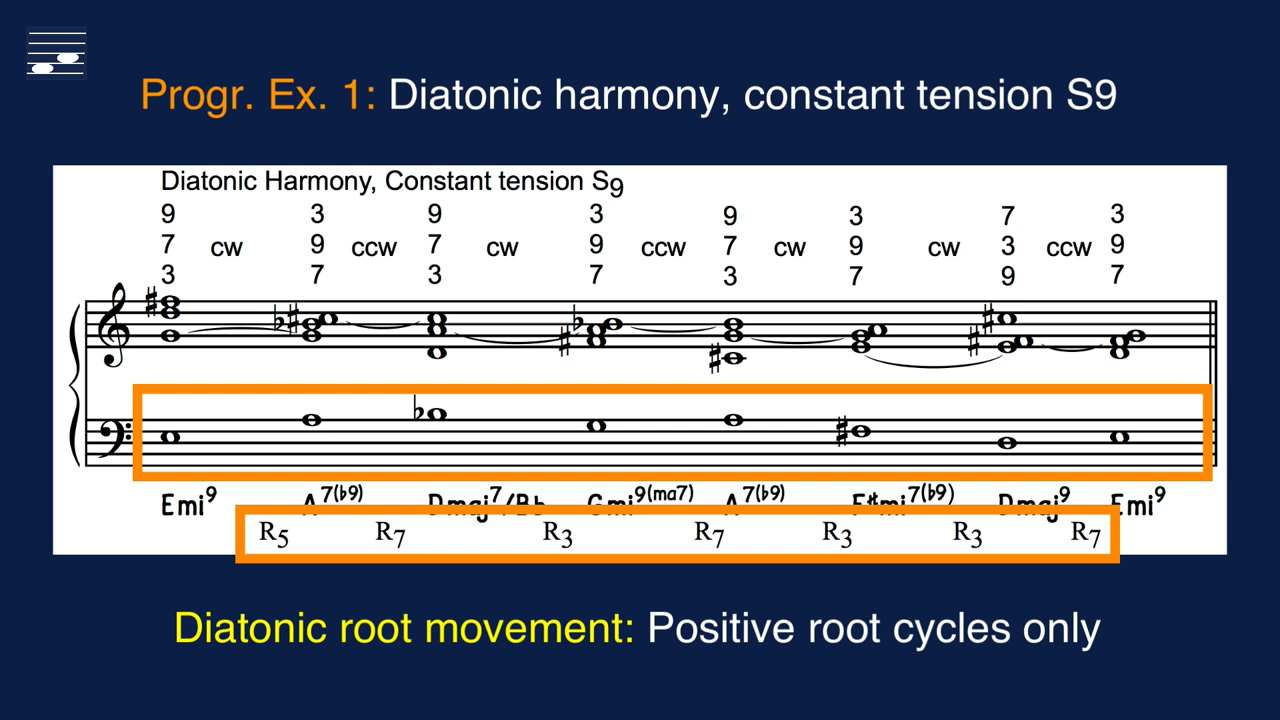 Progr. Ex. 1: Diatonic harmony, constant tension S9
Diatonic Harmony, Constant tension S9
9 3 9 3 9 3 7 3
7 cw 9 ccw 7 cw 9 ccw 7 cw 9 cw 3 ccw 9
3 7 3 7 3 7 9 7
Emi9 A7(b9) Dmaj7/Bb Gmi9(ma7) A7(b9) F#mi7(b9) Dmaj9 Emi9
R5 R7 R3 R7 R3 R3 R7
Diatonic root movement: Positive root cycles only